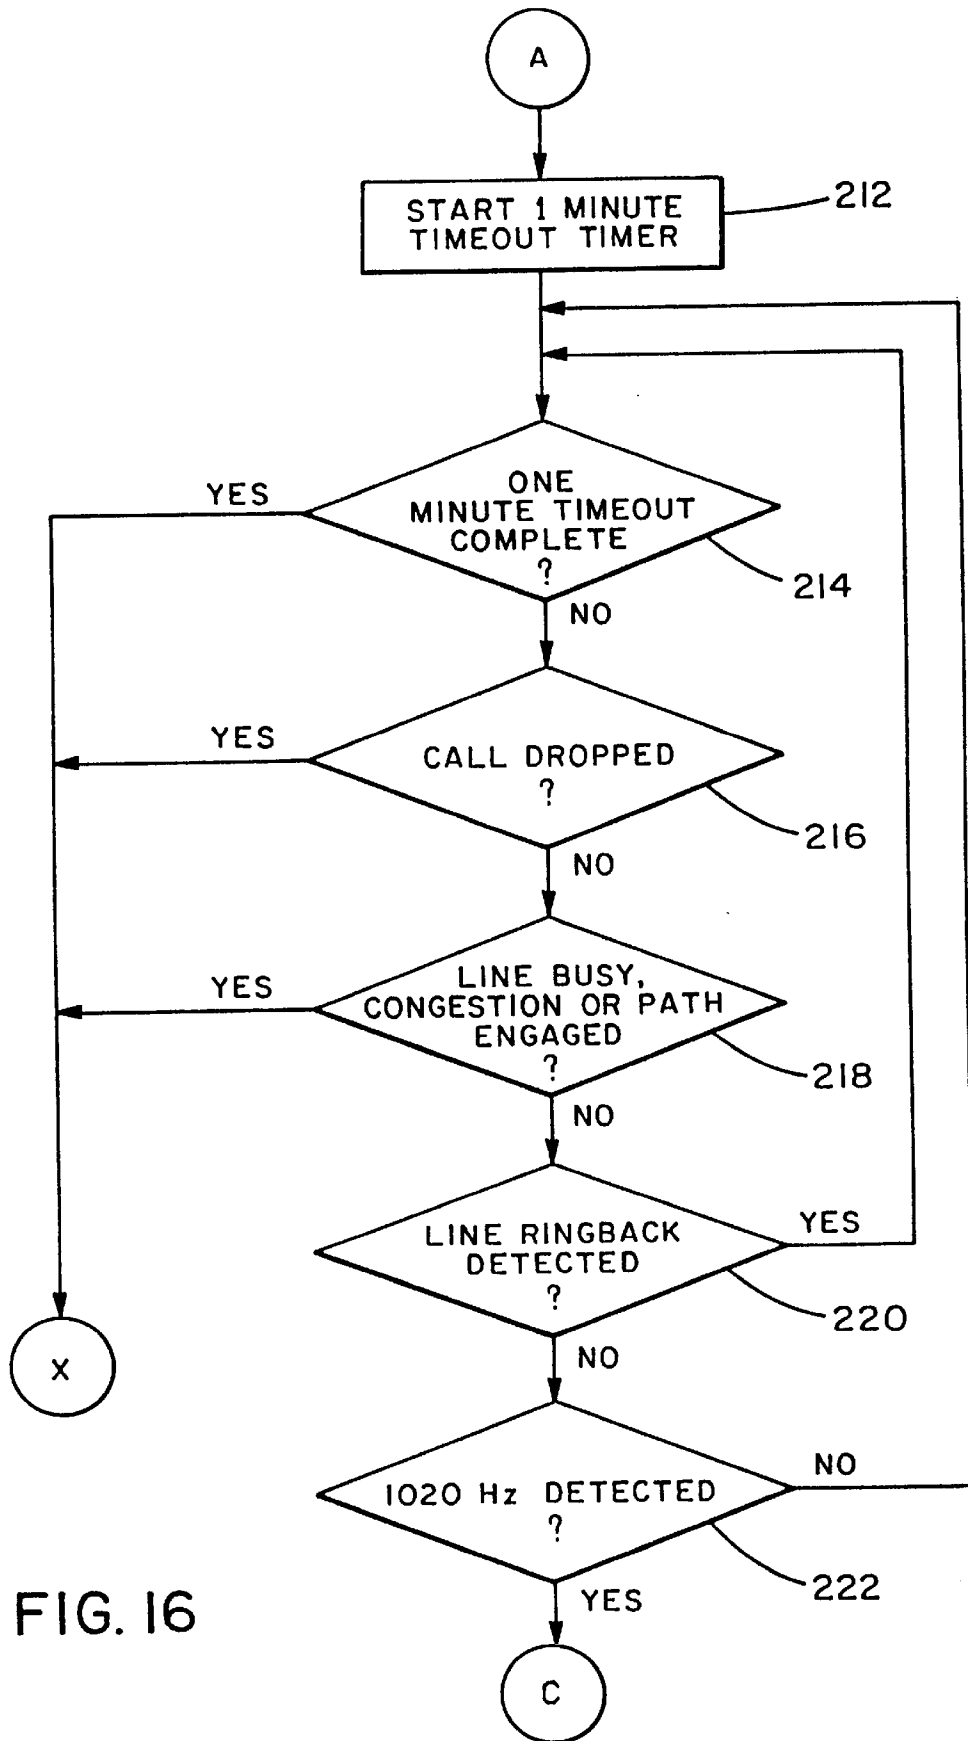 A
START 1 MINUTE
TIMEOUT TIMER
212
YES
ONE
MINUTE TIMEOUT
COMPLETE
?
214
NO
YES
CALL DROPPED
?
216
NO
YES
LINE BUSY,
CONGESTION OR PATH
ENGAGED
?
218
NO
LINE RINGBACK
DETECTED
?
YES
220
X
NO
1020 Hz DETECTED
?
NO
222
YES
FIG. 16
C